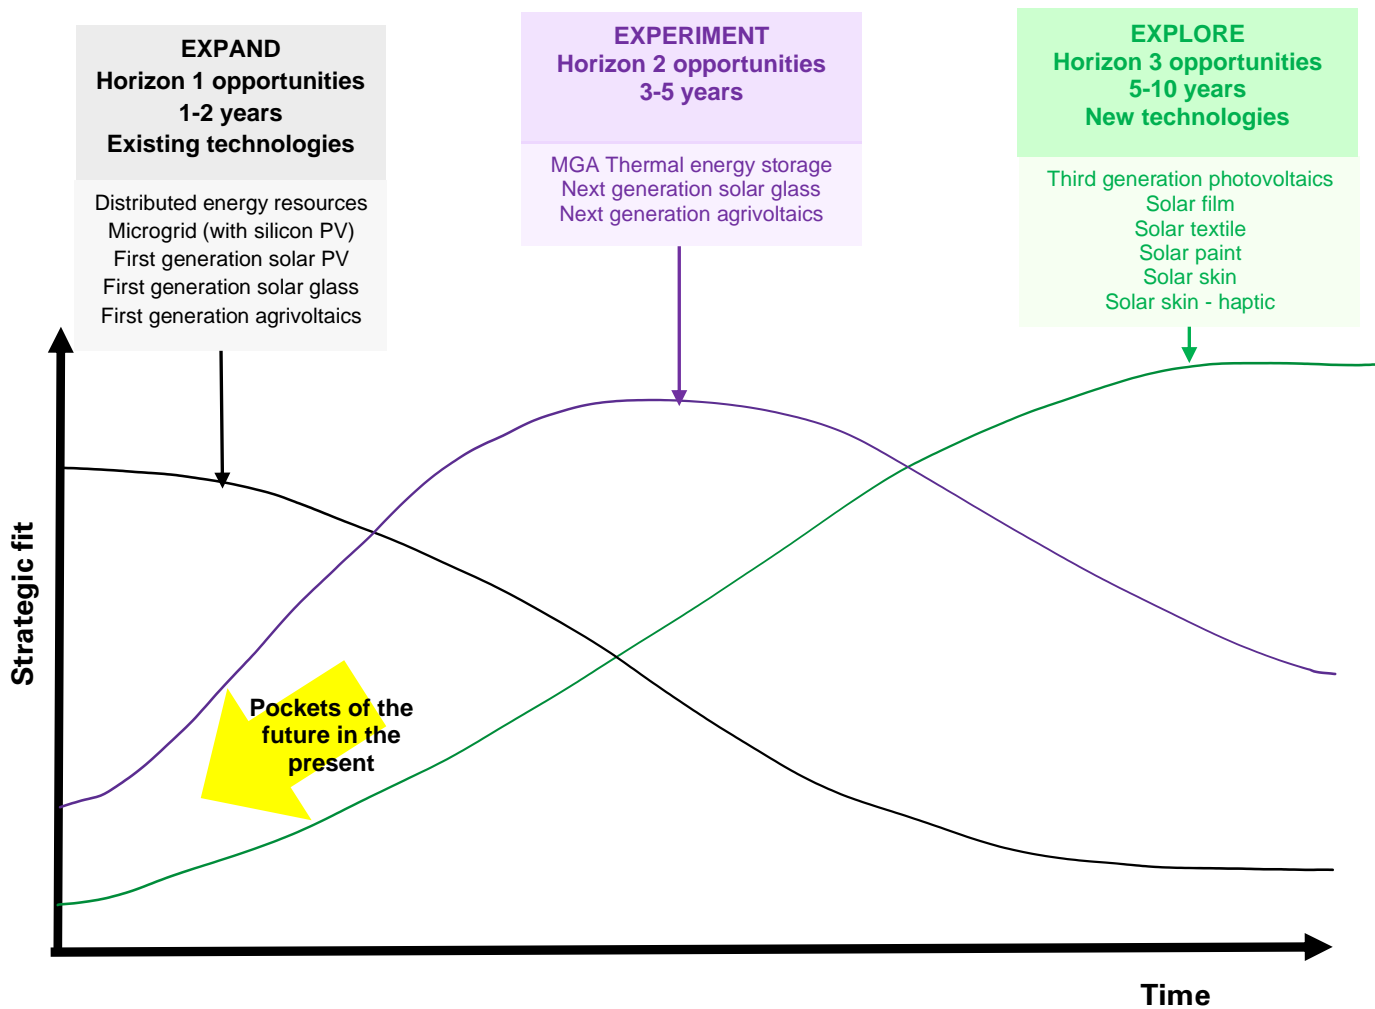 EXPAND
Horizon 1 opportunities
1-2 years
Existing technologies
Distributed energy resources
Microgrid (with silicon PV)
First generation solar PV
First generation solar glass
First generation agrivoltaics
EXPERIMENT
Horizon 2 opportunities
3-5 years
MGA Thermal energy storage
Next generation solar glass
Next generation agrivoltaics
EXPLORE
Horizon 3 opportunities
5-10 years
New technologies
Third generation photovoltaics
Solar film
Solar textile
Solar paint
Solar skin
Solar skin - haptic
Strategic fit
Pockets of the
future in the
present
Time